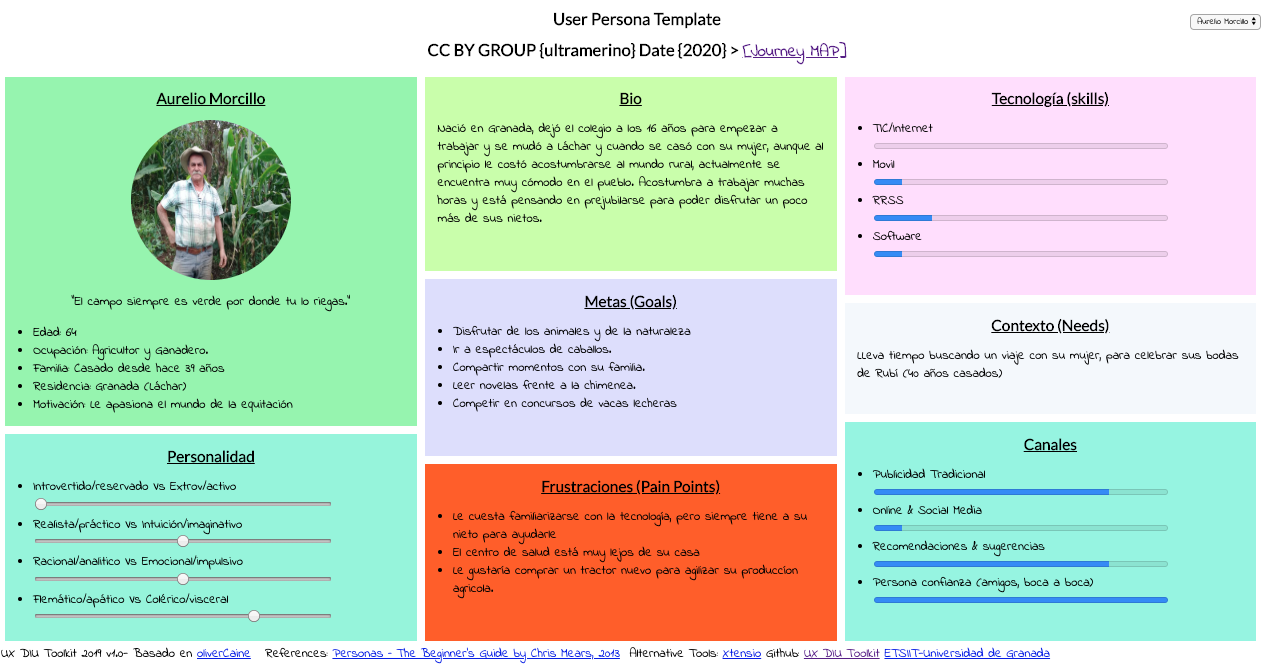 User Persona Template
Aurelio Morcillo
CC BY GROUP {ultramerino} Date {2020} > [Journey MAP]
Aurelio Morcillo
"El campo siempre es verde por donde tu lo riegas."
Edad: 64
Ocupación: Agricultor y Ganadero.
Familia: Casado desde hace 39 años
Residencia: Granada (Láchar)
Motivación: Le apasiona el mundo de la equitación
Personalidad
Introvertido/reservado Vs Extrov/activo
Realista/práctico Vs Intuición/imaginativo
Racional/analítico Vs Emocional/impulsivo
Flemático/apático Vs Colérico/visceral
Bio
Nació en Granada, dejó el colegio a los 16 años para empezar a
trabajar y se mudó a Láchar y cuando se casó con su mujer, aunque al
principio le costó acostumbrarse al mundo rural, actualmente se
encuentra muy cómodo en el pueblo. Acostumbra a trabajar muchas
horas y está pensando en prejubilarse para poder disfrutar un poco
más de sus nietos.
Metas (Goals)
Disfrutar de los animales y de la naturaleza
Ir a espectáculos de caballos.
Compartir momentos con su familia.
Leer novelas frente a la chimenea.
Competir en concursos de vacas lecheras
Frustraciones (Pain Points)
Le cuesta familiarizarse con la tecnología, pero siempre tiene a su
nieto para ayudarle
El centro de salud está muy lejos de su casa
Le gustaría comprar un tractor nuevo para agilizar su produccíon
agrícola.
Tecnología (skills)
TIC/Internet
Movil
RRSS
Software
Contexto (Needs)
LLeva tiempo buscando un viaje con su mujer, para celebrar sus bodas
de Rubí (40 años casados)
Canales
Publicidad Tradicional
Online & Social Media
Recomendaciones & sugerencias
Persona confianza (amigos, boca a boca)
UX DIU Toolkit 2019 v1.0- Basado en oliverCaine References: Personas - The Beginner's Guide by Chris Mears, 2013 Alternative Tools: Xtensio Github: UX DIU Toolkit ETSIIT-Universidad de Granada